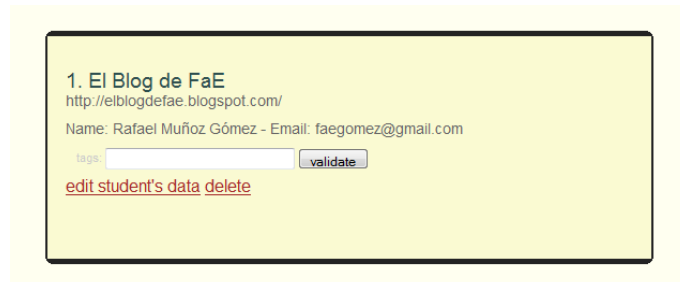 1. El Blog de FaE
http://elblogdefae.blogspot.com/
Name: Rafael Muñoz Gómez - Email: faegomez@gmail.com
tags: validate
edit student's data delete